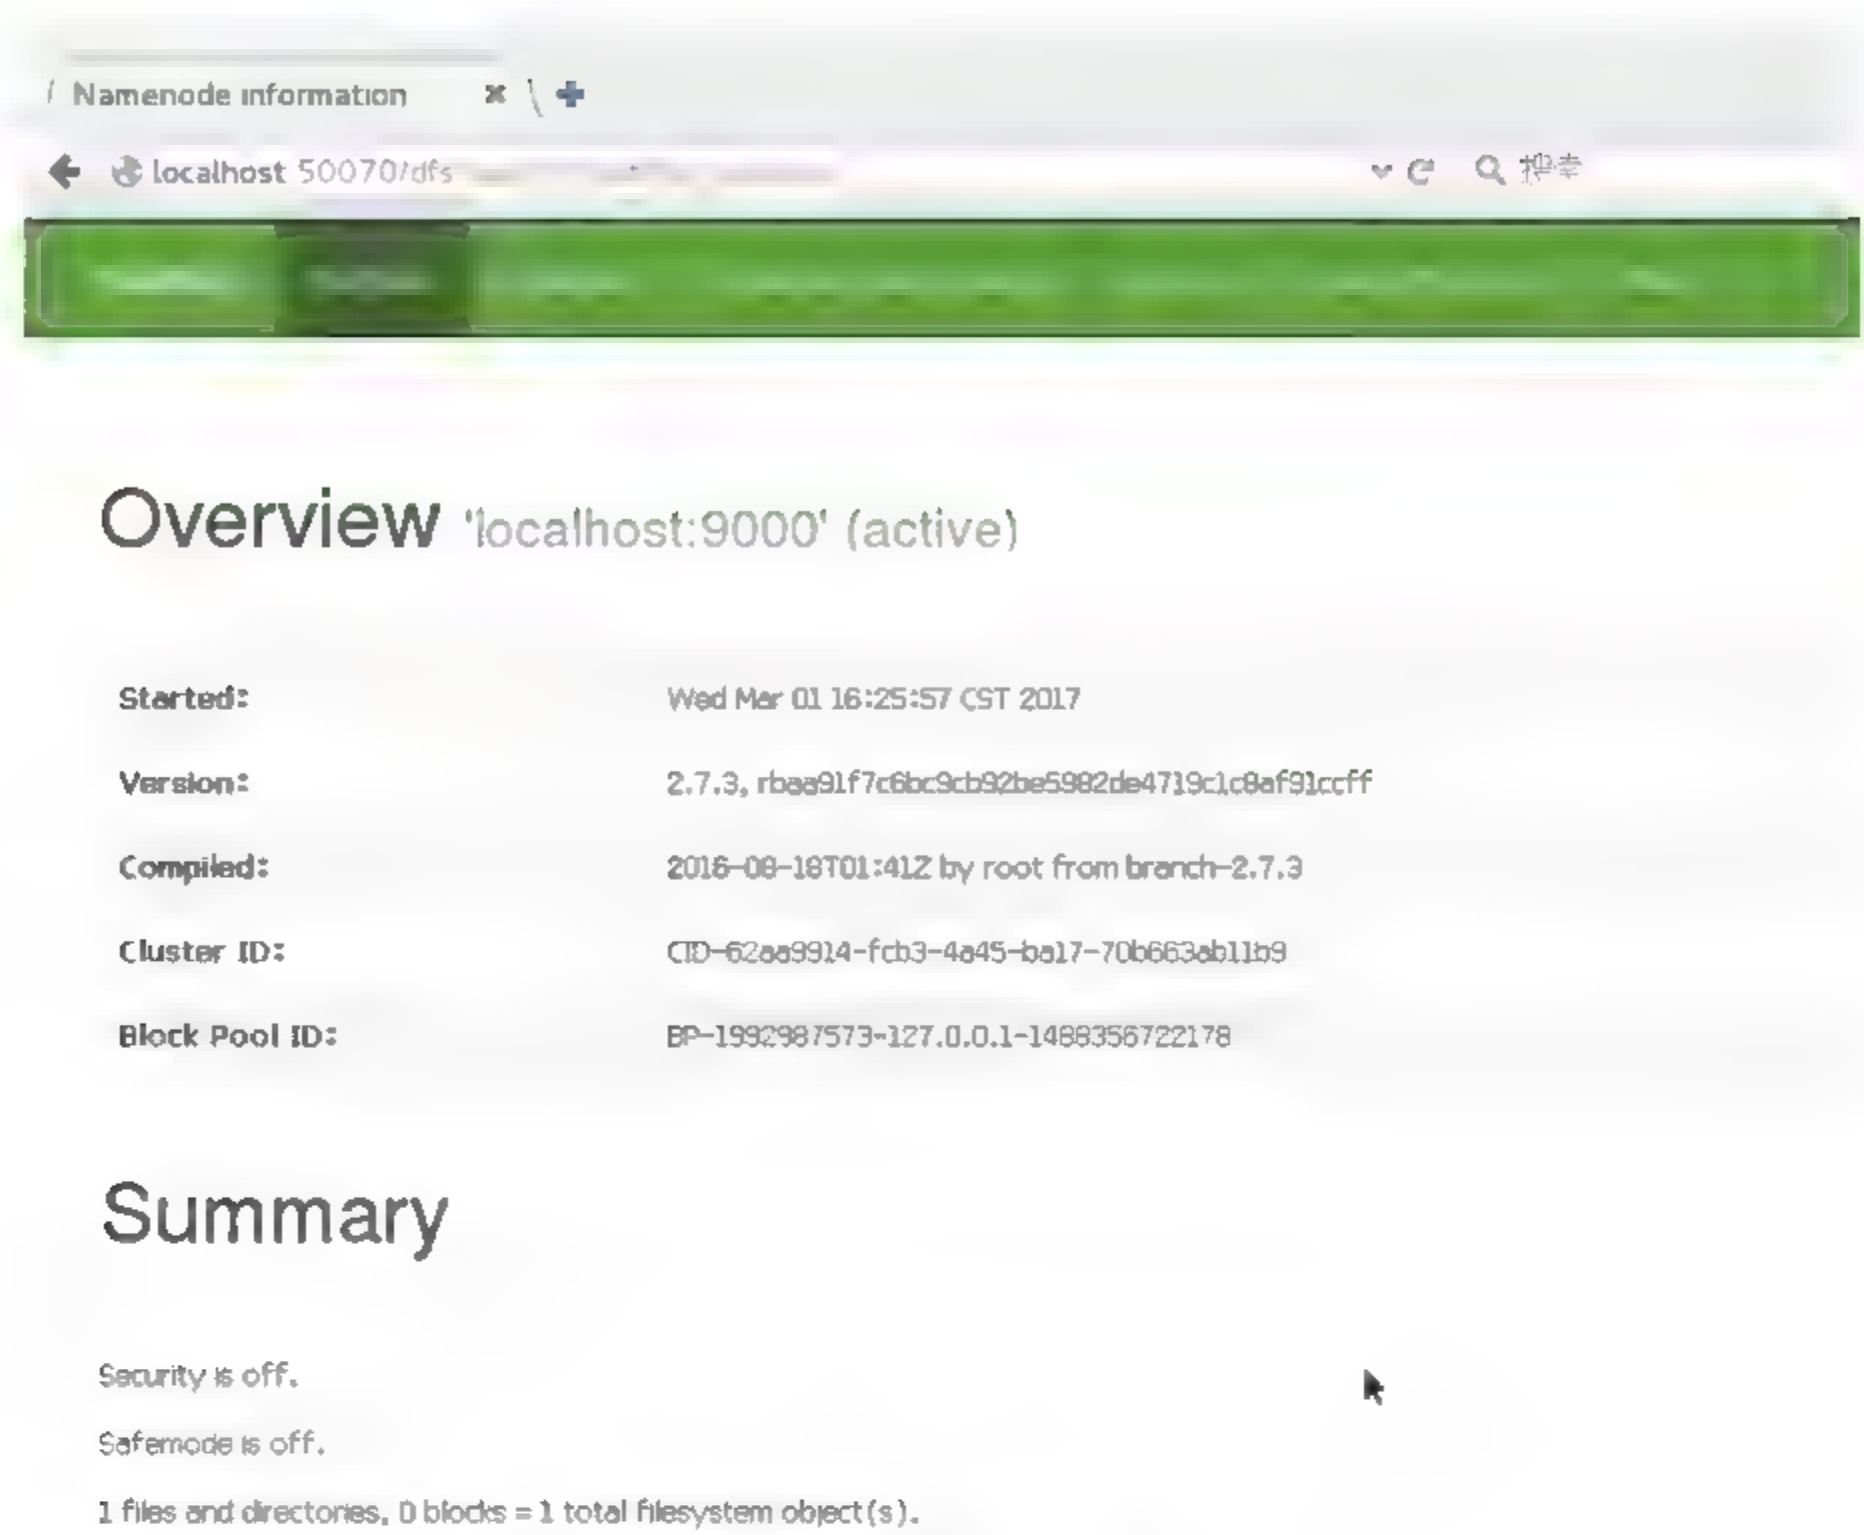 Namenode information
localhost 50070/dfs
Overview 'localhost:9000' (active)
Started: Wed Mar 01 16:25:57 CST 2017
Version: 2.7.3, rbaa91f7c6bc9cb92be5982de4719c1c8af91ccff
Compiled: 2016-08-18T01:41Z by root from branch-2.7.3
Cluster ID: CID-62aa9914-fcb3-4a45-ba17-70b663ab11b9
Block Pool ID: BP-1992987573-127.0.0.1-1488356722178
Summary
Security is off.
Safemode is off.
1 files and directories, 0 blocks = 1 total filesystem object(s).